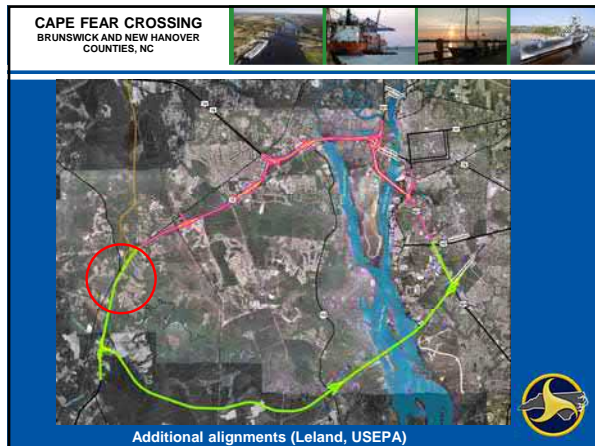 CAPE FEAR CROSSING
BRUNSWICK AND NEW HANOVER
COUNTIES, NC
Additional alignments (Leland, USEPA)